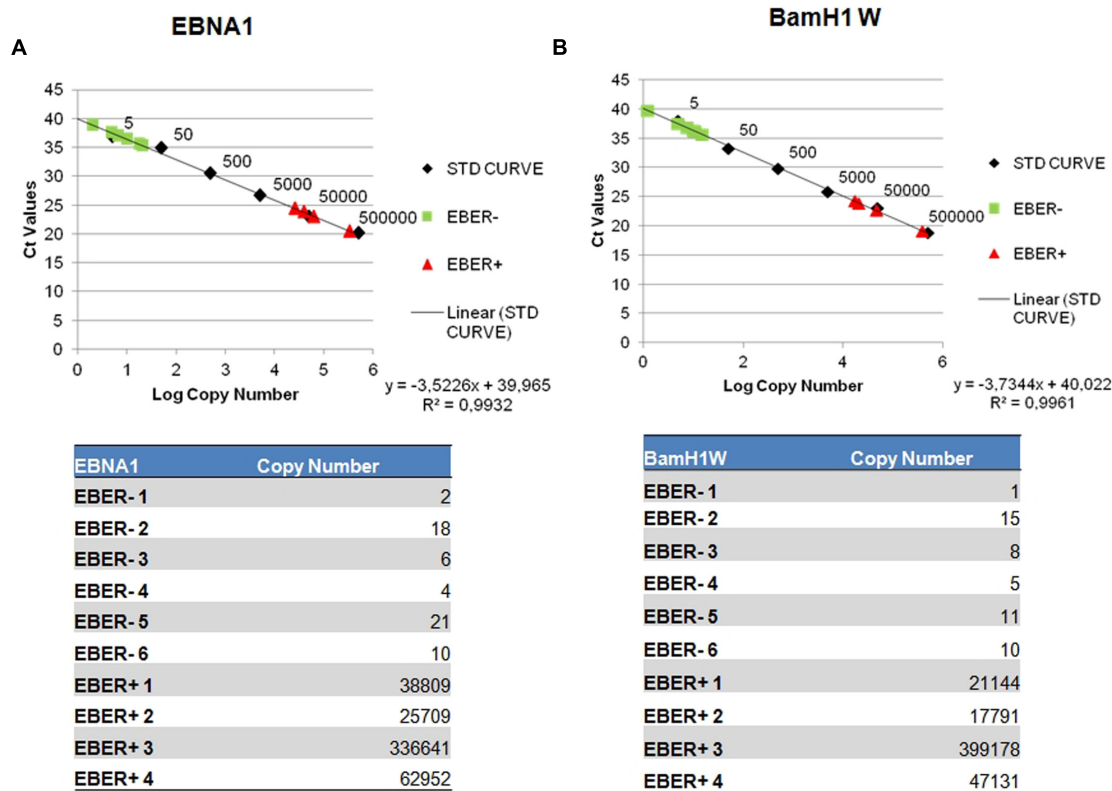 EBNA1
A
45
40
35
30
25
20
15
10
5
0
Ct Values
5
50
500
5000
50000
500000
0 1 2 3 4 5 6
Log Copy Number
STD CURVE
EBER-
EBER+
Linear (STD
CURVE)
y = -3,5226x + 39,965
R² = 0,9932
EBNA1 Copy Number
EBER- 1 2
EBER- 2 18
EBER- 3 6
EBER- 4 4
EBER- 5 21
EBER- 6 10
EBER+ 1 38809
EBER+ 2 25709
EBER+ 3 336641
EBER+ 4 62952
BamH1 W
B
45
40
35
30
25
20
15
10
5
0
Ct Values
5
50
500
5000
50000
500000
0 2 4 6
Log Copy Number
STD CURVE
EBER-
EBER+
Linear (STD
CURVE)
y = -3,7344x + 40,022
R² = 0,9961
BamH1W Copy Number
EBER- 1 1
EBER- 2 15
EBER- 3 8
EBER- 4 5
EBER- 5 11
EBER- 6 10
EBER+ 1 21144
EBER+ 2 17791
EBER+ 3 399178
EBER+ 4 47131